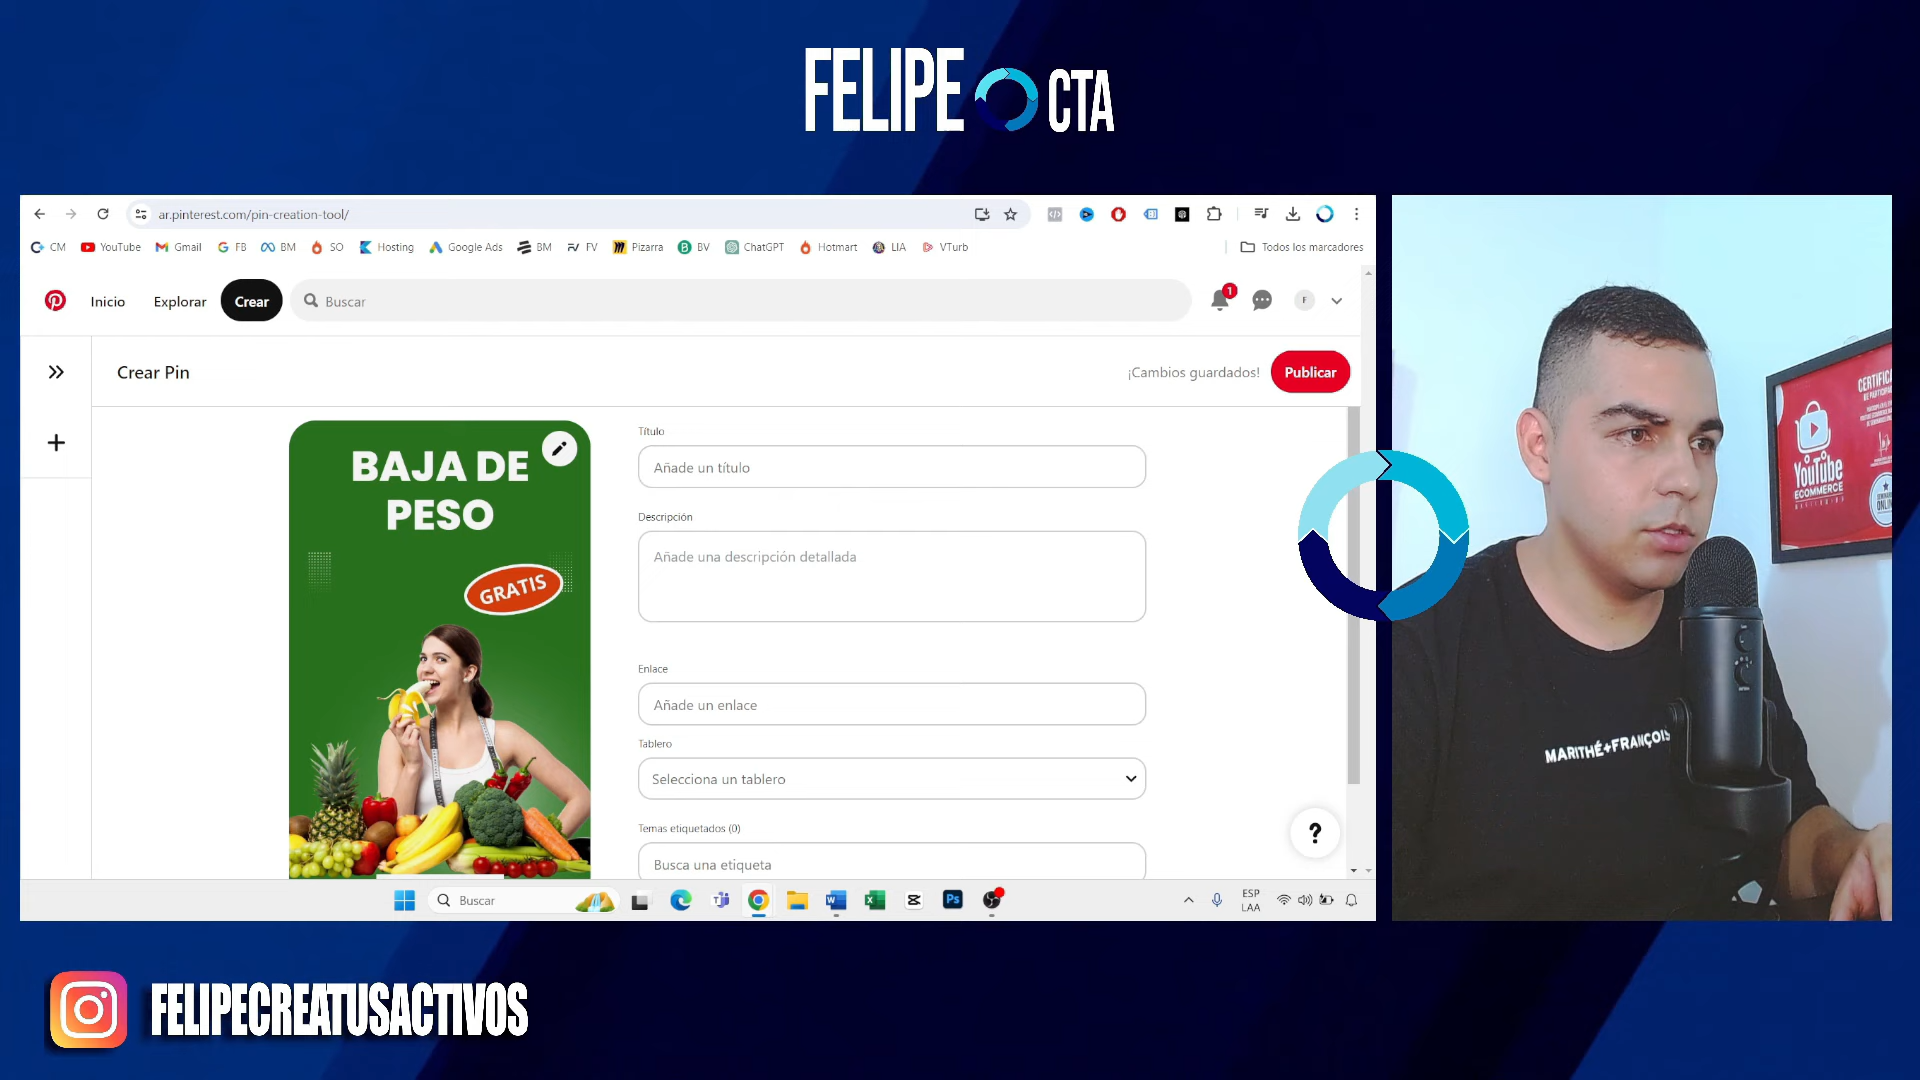 FELIPE CTA
ar.pinterest.com/pin-creation-tool/
CM YouTube Gmail FB BM SO Hosting Google Ads BM FV Pizarra BV ChatGPT Hotmart LIA VTurb Todos los marcadores
Inicio Explorar Crear Buscar 1 F
Crear Pin ¡Cambios guardados! Publicar
BAJA DE
PESO
GRATIS
Título
Añade un título
Descripción
Añade una descripción detallada
Enlace
Añade un enlace
Tablero
Selecciona un tablero
Temas etiquetados (0)
Busca una etiqueta
?
Buscar
ESP
LAA
YouTube
ECOMMERCE
MARITHÉ+FRANÇOIS
FELIPECREATUSACTIVOS